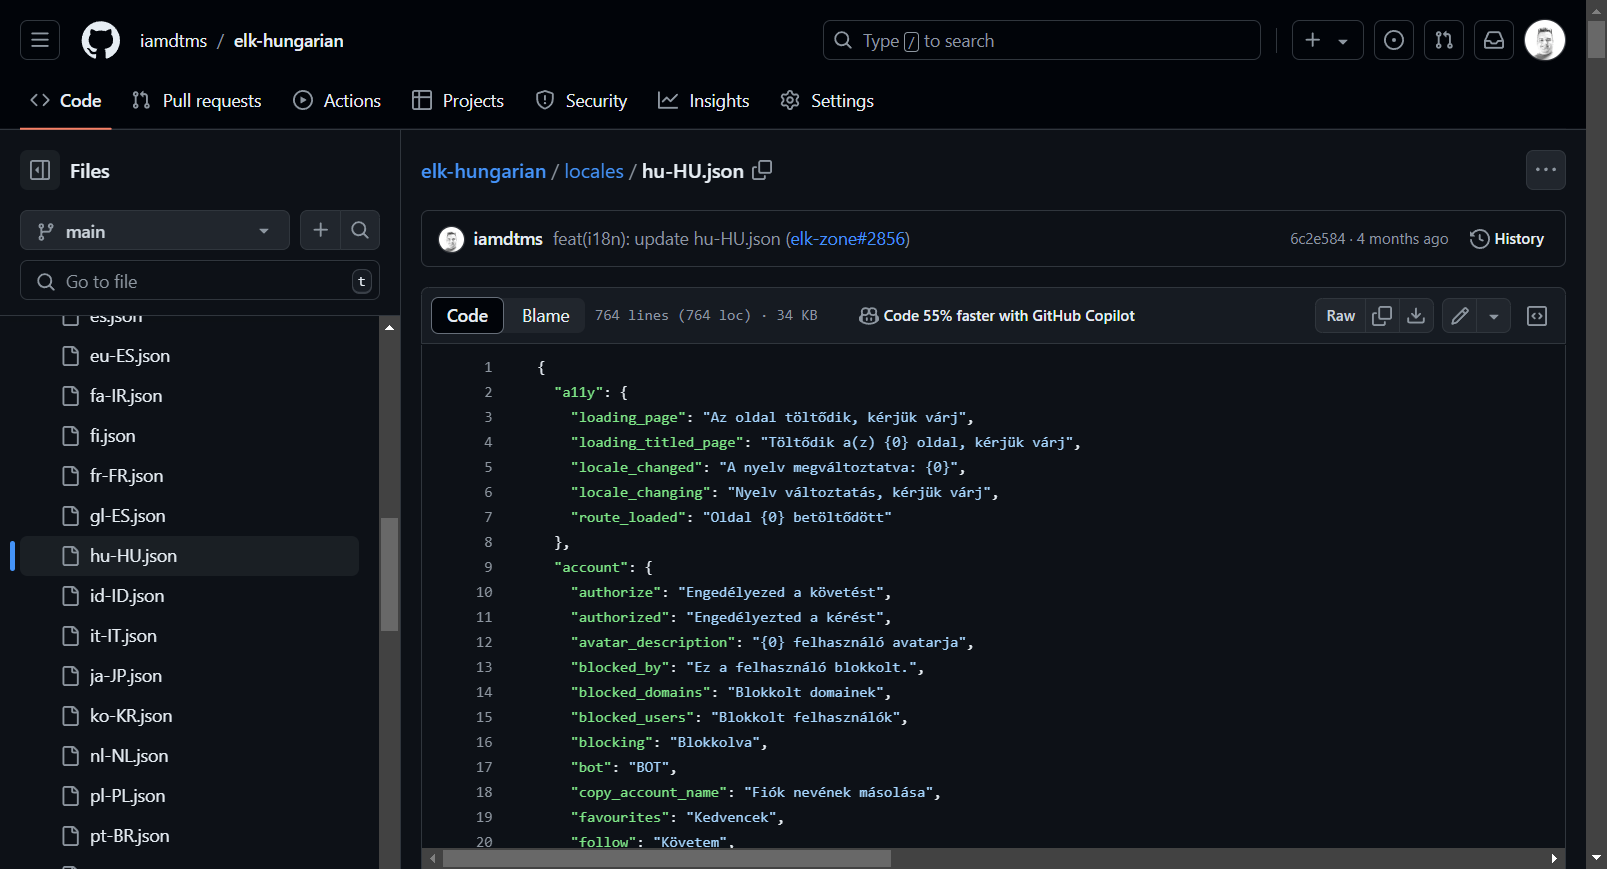 iamdtms / elk-hungarian
Type / to search
Code
Pull requests
Actions
Projects
Security
Insights
Settings
Files
main
Go to file
t
es.json
eu-ES.json
fa-IR.json
fi.json
fr-FR.json
gl-ES.json
hu-HU.json
id-ID.json
it-IT.json
ja-JP.json
ko-KR.json
nl-NL.json
pl-PL.json
pt-BR.json
elk-hungarian / locales / hu-HU.json
iamdtms feat(i18n): update hu-HU.json (elk-zone#2856)
6c2e584 · 4 months ago
History
Code
Blame
764 lines (764 loc) · 34 KB
Code 55% faster with GitHub Copilot
Raw
1 {
2 "a11y": {
3 "loading_page": "Az oldal töltődik, kérjük várj",
4 "loading_titled_page": "Töltődik a(z) {0} oldal, kérjük várj",
5 "locale_changed": "A nyelv megváltoztatva: {0}",
6 "locale_changing": "Nyelv változtatás, kérjük várj",
7 "route_loaded": "Oldal {0} betöltődött"
8 },
9 "account": {
10 "authorize": "Engedélyezed a követést",
11 "authorized": "Engedélyezted a kérést",
12 "avatar_description": "{0} felhasználó avatarja",
13 "blocked_by": "Ez a felhasználó blokkolt.",
14 "blocked_domains": "Blokkolt domainek",
15 "blocked_users": "Blokkolt felhasználók",
16 "blocking": "Blokkolva",
17 "bot": "BOT",
18 "copy_account_name": "Fiók nevének másolása",
19 "favourites": "Kedvencek",
20 "follow": "Követem",